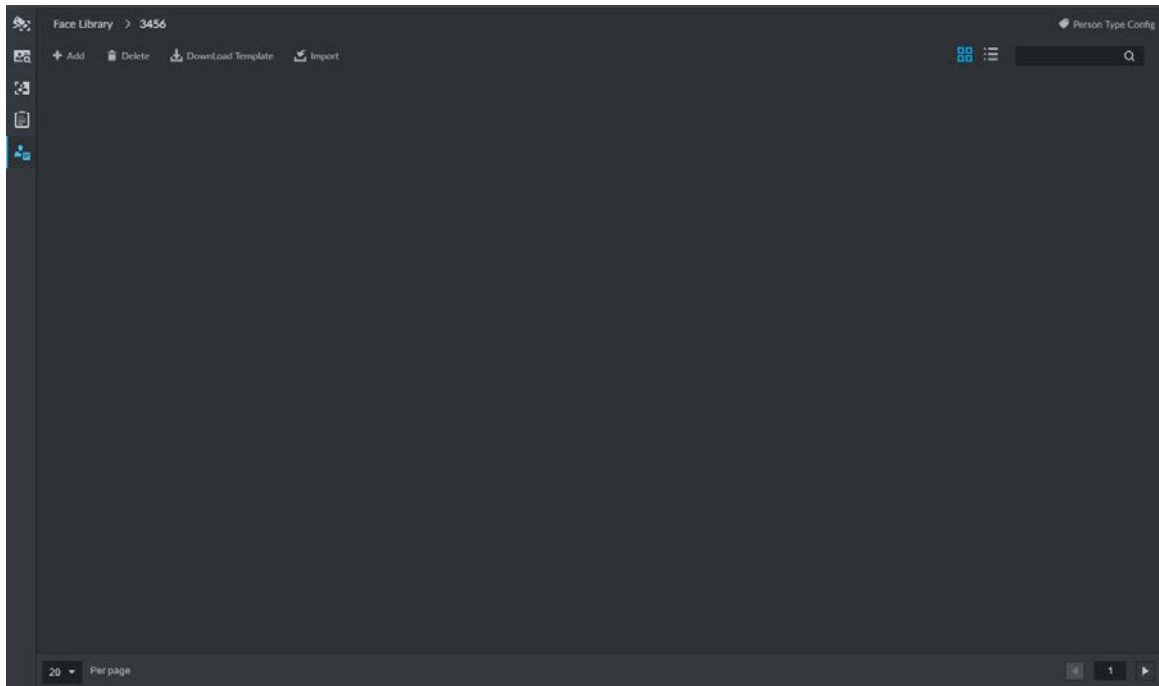 Face Library > 3456
Person Type Config
+ Add Delete DownLoad Template Import
20 Per page
1